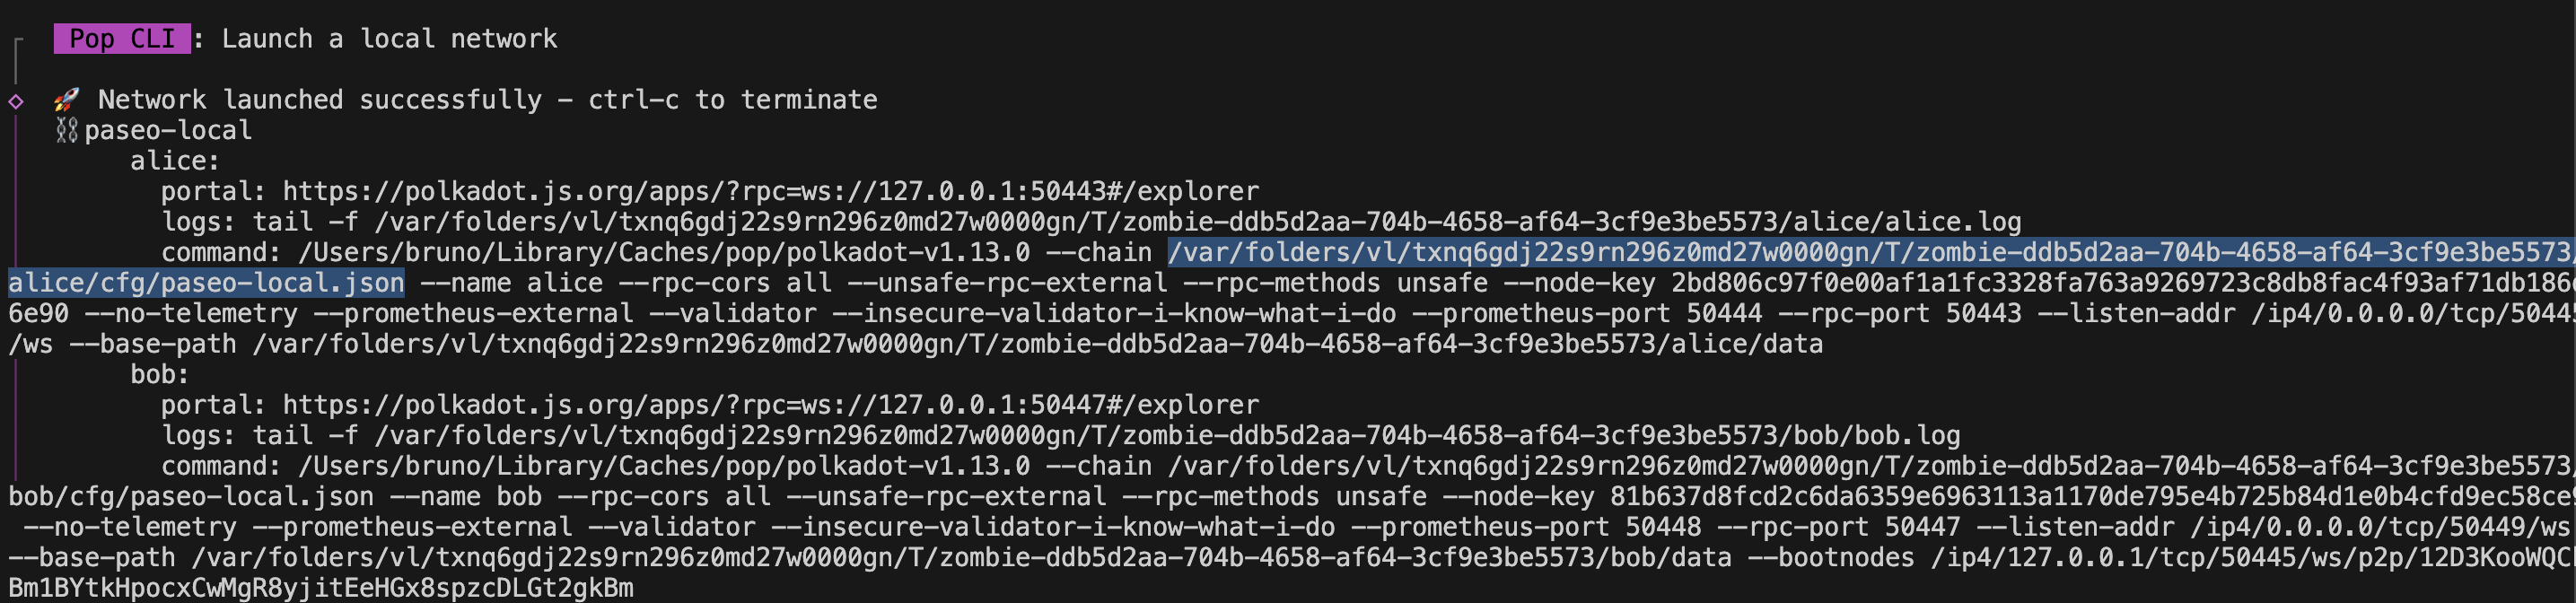 Pop CLI : Launch a local network
🚀 Network launched successfully - ctrl-c to terminate
⛓️paseo-local
alice:
portal: https://polkadot.js.org/apps/?rpc=ws://127.0.0.1:50443#/explorer
logs: tail -f /var/folders/vl/txnq6gdj22s9rn296z0md27w0000gn/T/zombie-ddb5d2aa-704b-4658-af64-3cf9e3be5573/alice/alice.log
command: /Users/bruno/Library/Caches/pop/polkadot-v1.13.0 --chain /var/folders/vl/txnq6gdj22s9rn296z0md27w0000gn/T/zombie-ddb5d2aa-704b-4658-af64-3cf9e3be5573/
alice/cfg/paseo-local.json --name alice --rpc-cors all --unsafe-rpc-external --rpc-methods unsafe --node-key 2bd806c97f0e00af1a1fc3328fa763a9269723c8db8fac4f93af71db186
6e90 --no-telemetry --prometheus-external --validator --insecure-validator-i-know-what-i-do --prometheus-port 50444 --rpc-port 50443 --listen-addr /ip4/0.0.0.0/tcp/50445
/ws --base-path /var/folders/vl/txnq6gdj22s9rn296z0md27w0000gn/T/zombie-ddb5d2aa-704b-4658-af64-3cf9e3be5573/alice/data
bob:
portal: https://polkadot.js.org/apps/?rpc=ws://127.0.0.1:50447#/explorer
logs: tail -f /var/folders/vl/txnq6gdj22s9rn296z0md27w0000gn/T/zombie-ddb5d2aa-704b-4658-af64-3cf9e3be5573/bob/bob.log
command: /Users/bruno/Library/Caches/pop/polkadot-v1.13.0 --chain /var/folders/vl/txnq6gdj22s9rn296z0md27w0000gn/T/zombie-ddb5d2aa-704b-4658-af64-3cf9e3be5573/
bob/cfg/paseo-local.json --name bob --rpc-cors all --unsafe-rpc-external --rpc-methods unsafe --node-key 81b637d8fcd2c6da6359e6963113a1170de795e4b725b84d1e0b4cfd9ec58ce
--no-telemetry --prometheus-external --validator --insecure-validator-i-know-what-i-do --prometheus-port 50448 --rpc-port 50447 --listen-addr /ip4/0.0.0.0/tcp/50449/ws
--base-path /var/folders/vl/txnq6gdj22s9rn296z0md27w0000gn/T/zombie-ddb5d2aa-704b-4658-af64-3cf9e3be5573/bob/data --bootnodes /ip4/127.0.0.1/tcp/50445/ws/p2p/12D3KooWQC
Bm1BYtkHpocxCwMgR8yjitEeHGx8spzcDLGt2gkBm